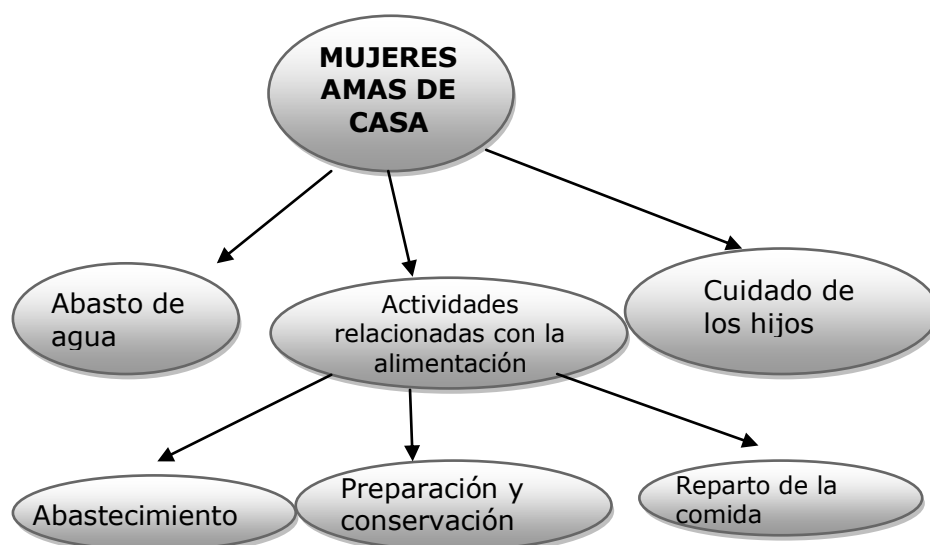 MUJERES
AMAS DE
CASA
Abasto de
agua
Actividades
relacionadas con la
alimentación
Cuidado de
los hijos
Abastecimiento
Preparación y
conservación
Reparto de la
comida